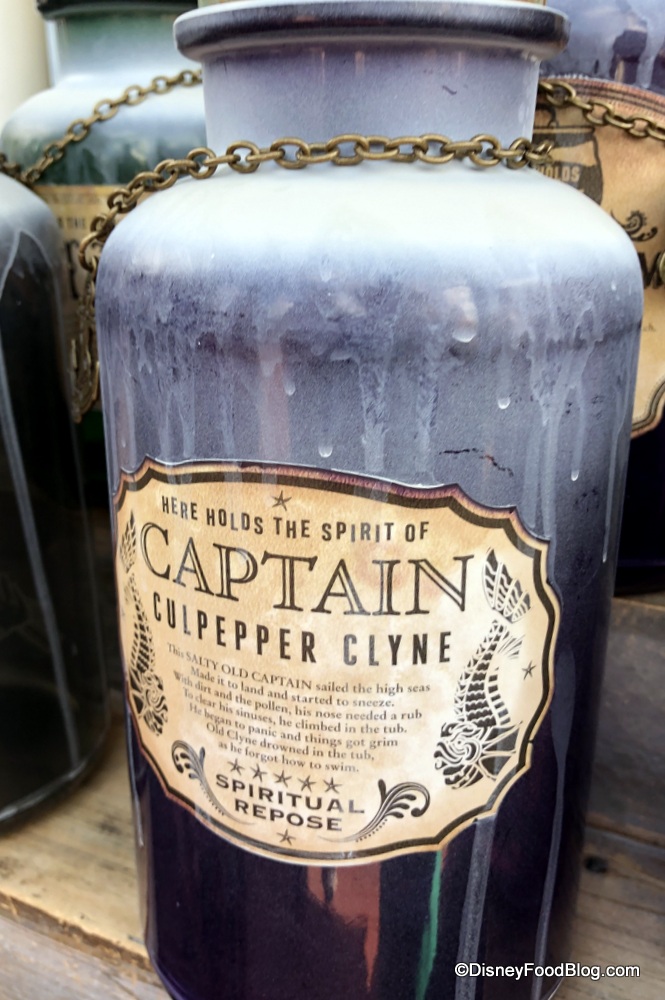 HERE HOLDS THE SPIRIT OF
CAPTAIN
CULPEPPER CLYNE
This SALTY OLD CAPTAIN sailed the high seas
Made it to land and started to sneeze.
With dirt and the pollen, his nose needed a rub
To clear his sinuses, he climbed in the tub.
He began to panic and things got grim
Old Clyne drowned in the tub,
as he forgot how to swim.
SPIRITUAL
REPOSE
©DisneyFoodBlog.com